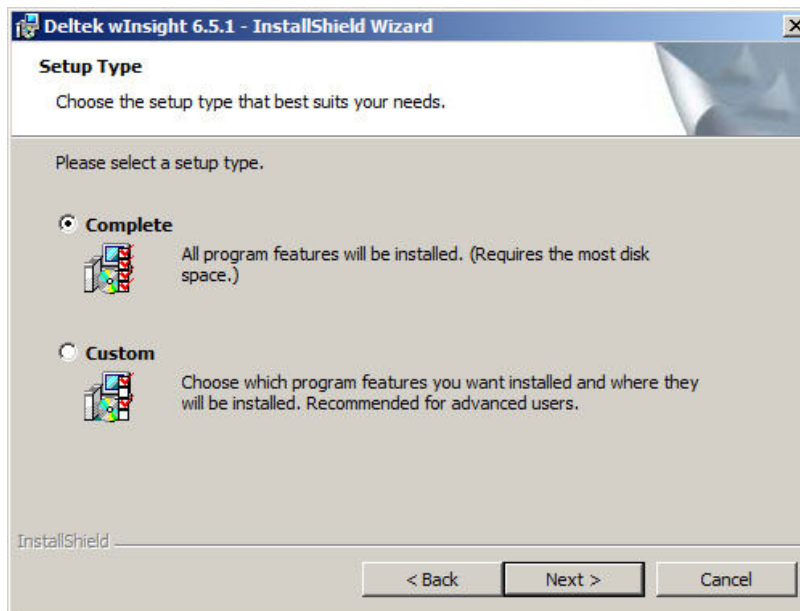 Deltek wInsight 6.5.1 - InstallShield Wizard
Setup Type
Choose the setup type that best suits your needs.
Please select a setup type.
Complete
All program features will be installed. (Requires the most disk
space.)
Custom
Choose which program features you want installed and where they
will be installed. Recommended for advanced users.
InstallShield
< Back Next > Cancel